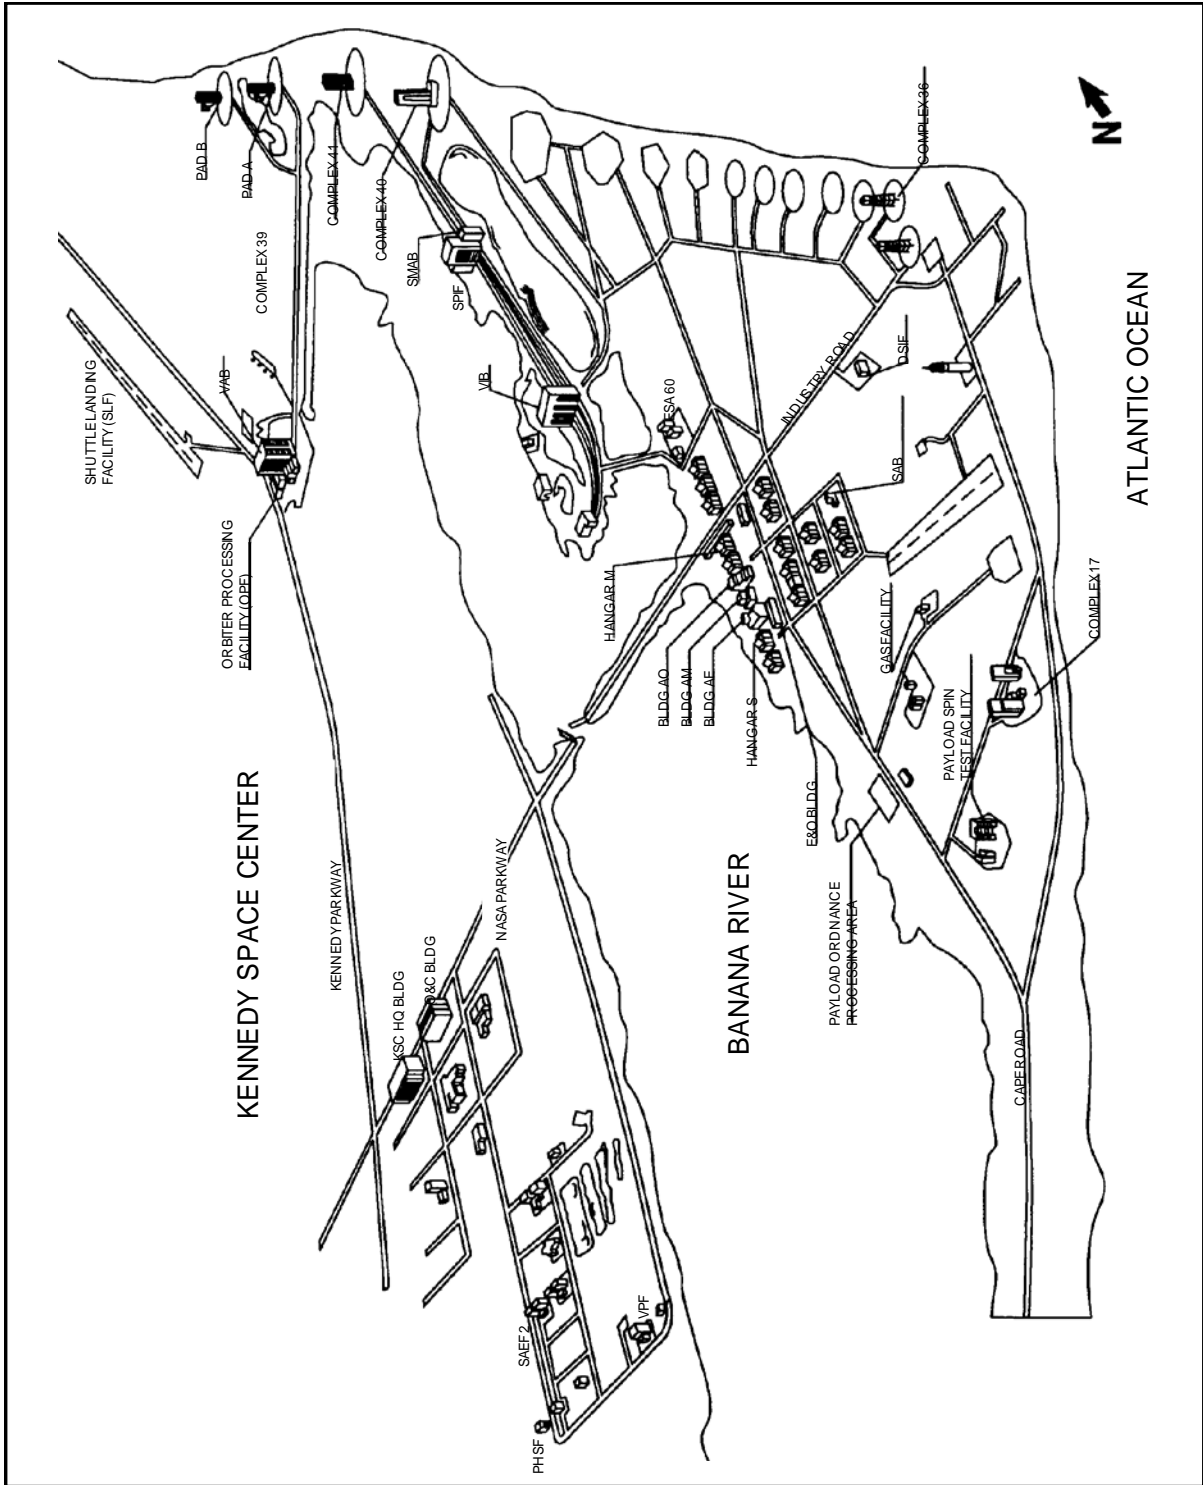 PAD B
PAD A
COMPLEX 41
COMPLEX 40
COMPLEX 39
SMAB
SPIF
VAB
VIB
SHUTTLE LANDING
FACILITY (SLF)
ORBITER PROCESSING
FACILITY (OPF)
ESA 60
COMPLEX 36
N
INDUSTRY ROAD
DSIF
SAB
HANGAR M
BLDG AO
BLDG AM
BLDG AE
HANGAR S
E&O BLDG
GAS FACILITY
PAYLOAD SPIN
TEST FACILITY
COMPLEX 17
ATLANTIC OCEAN
KENNEDY SPACE CENTER
KENNEDY PARKWAY
NASA PARKWAY
BANANA RIVER
PAYLOAD ORDNANCE
PROCESSING AREA
KSC HQ BLDG
O&C BLDG
CAPE ROAD
SAEF 2
VPF
PHSF